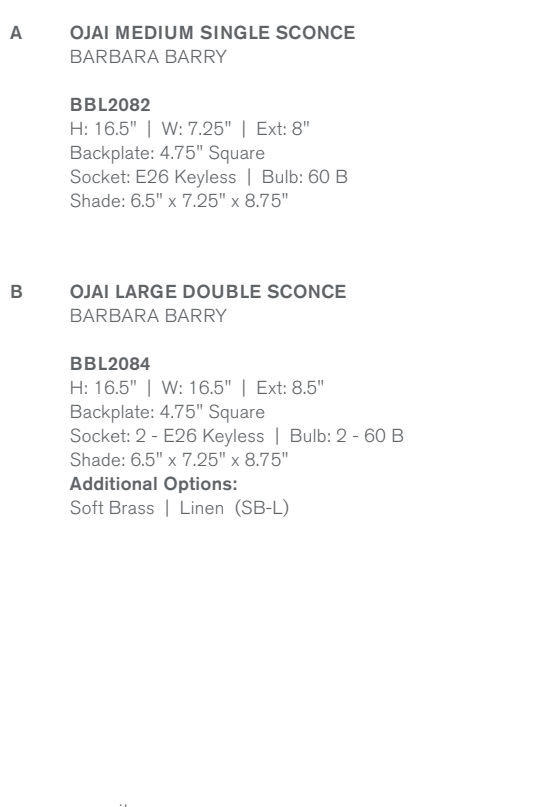 A OJAI MEDIUM SINGLE SCONCE
BARBARA BARRY
BBL2082
H: 16.5" | W: 7.25" | Ext: 8"
Backplate: 4.75" Square
Socket: E26 Keyless | Bulb: 60 B
Shade: 6.5" x 7.25" x 8.75"
B OJAI LARGE DOUBLE SCONCE
BARBARA BARRY
BBL2084
H: 16.5" | W: 16.5" | Ext: 8.5"
Backplate: 4.75" Square
Socket: 2 - E26 Keyless | Bulb: 2 - 60 B
Shade: 6.5" x 7.25" x 8.75"
Additional Options:
Soft Brass | Linen (SB-L)